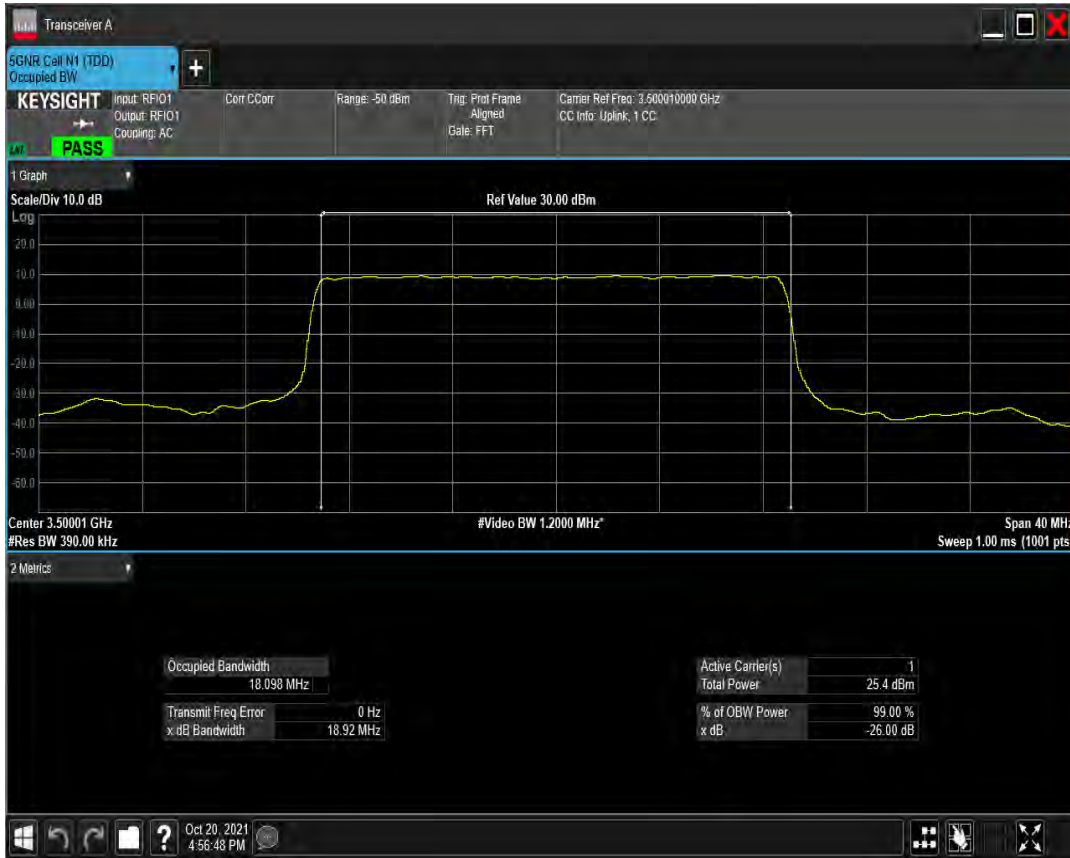 Transceiver A
5GNR Cell N1 (TDD)
Occupied BW
+
KEYSIGHT
Input: RFIO1
Output: RFIO1
Coupling: AC
Corr CCorr
Range: -50 dBm
Trig: Prot Frame
Aligned
Gate: FFT
Carrier Ref Freq: 3.500010000 GHz
CC Info: Uplink, 1 CC
PASS
1 Graph
Scale/Div 10.0 dB
Ref Value 30.00 dBm
Log
20.0
10.0
0.00
-10.0
-20.0
-30.0
-40.0
-50.0
-60.0
Center 3.50001 GHz
#Video BW 1.2000 MHz*
Span 40 MHz
#Res BW 390.00 kHz
Sweep 1.00 ms (1001 pts
2 Metrics
Occupied Bandwidth
18.098 MHz
Transmit Freq Error 0 Hz
x dB Bandwidth 18.92 MHz
Active Carrier(s) 1
Total Power 25.4 dBm
% of OBW Power 99.00 %
x dB -26.00 dB
?
Oct 20, 2021
4:56:48 PM